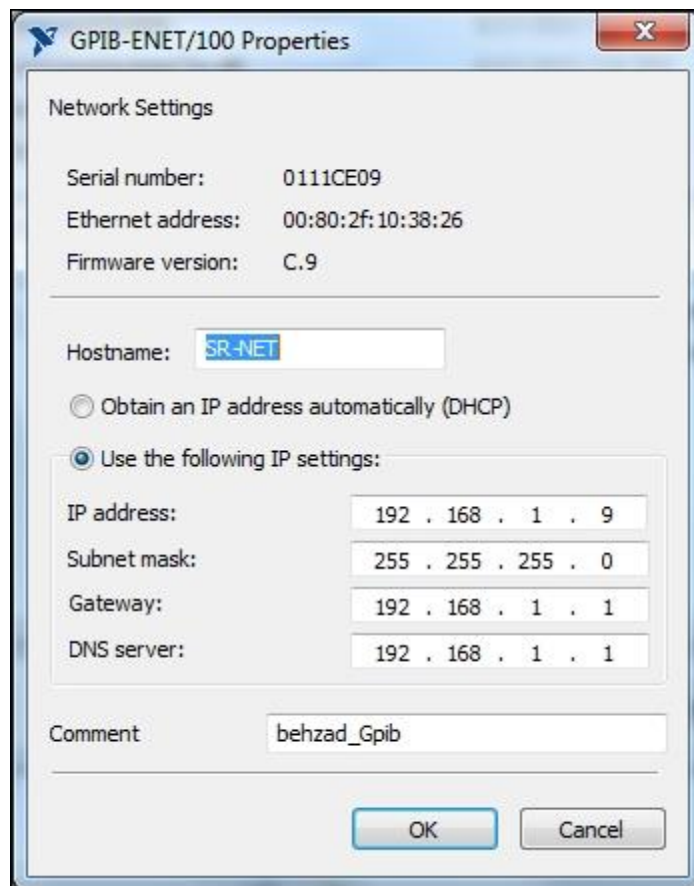 GPIB-ENET/100 Properties
Network Settings
Serial number: 0111CE09
Ethernet address: 00:80:2f:10:38:26
Firmware version: C.9
Hostname: SR-NET
Obtain an IP address automatically (DHCP)
Use the following IP settings:
IP address: 192 . 168 . 1 . 9
Subnet mask: 255 . 255 . 255 . 0
Gateway: 192 . 168 . 1 . 1
DNS server: 192 . 168 . 1 . 1
Comment behzad_Gpib
OK Cancel